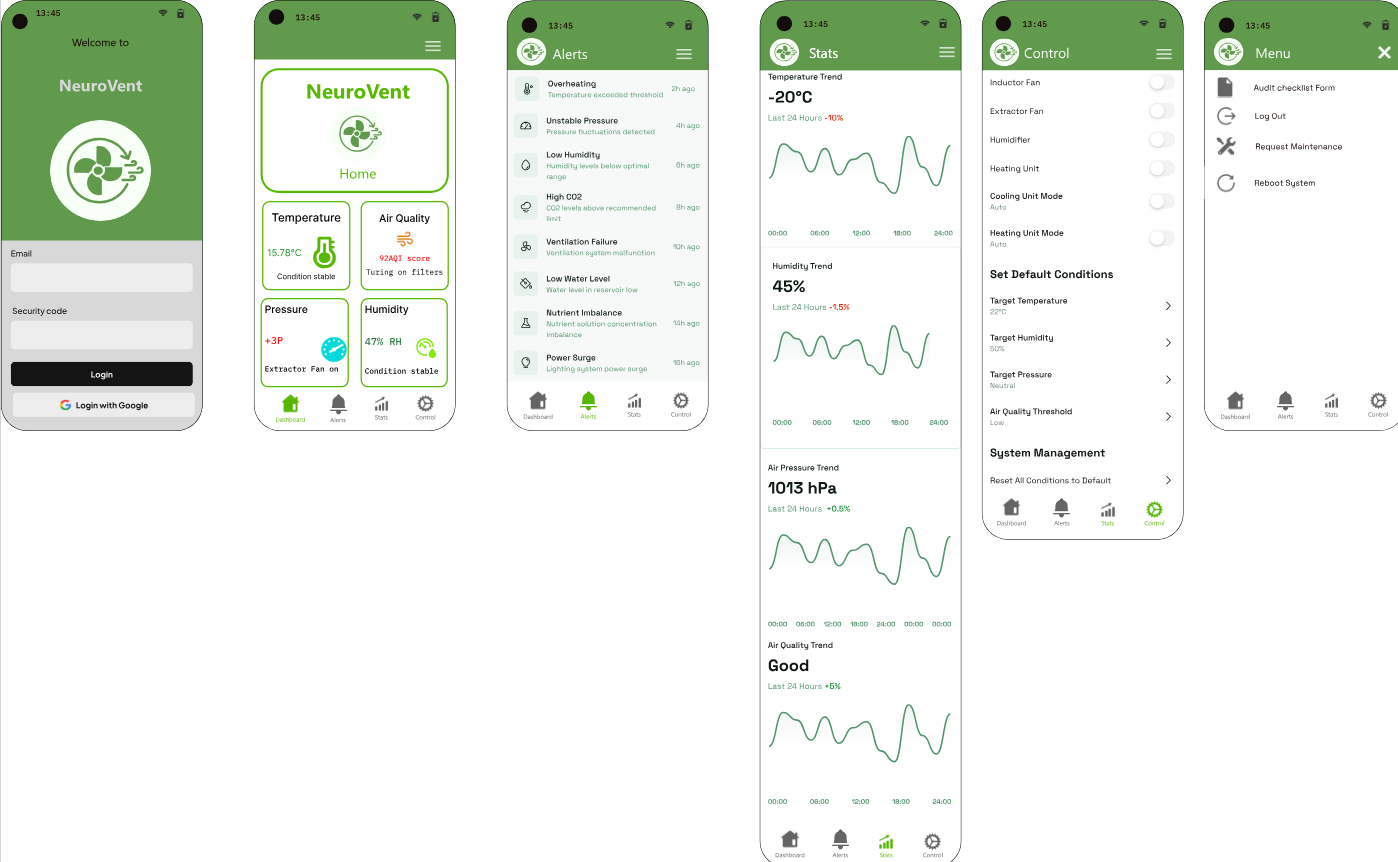 13:45
Welcome to
NeuroVent
Email
Security code
Login
Login with Google
13:45
NeuroVent
Home
Temperature
15.78°C
Condition stable
Air Quality
92AQI score
Turing on filters
Pressure
+3P
Extractor Fan on
Humidity
47% RH
Condition stable
Dashboard
Alerts
Stats
Control
13:45
Alerts
Overheating
Temperature exceeded threshold
2h ago
Unstable Pressure
Pressure fluctuations detected
4h ago
Low Humidity
Humidity levels below optimal
range
6h ago
High CO2
CO2 levels above recommended
limit
8h ago
Ventilation Failure
Ventilation system malfunction
10h ago
Low Water Level
Water level in reservoir low
12h ago
Nutrient Imbalance
Nutrient solution concentration
imbalance
14h ago
Power Surge
Lighting system power surge
16h ago
Dashboard
Alerts
Stats
Control
13:45
Stats
Temperature Trend
-20°C
Last 24 Hours -10%
00:00 06:00 12:00 18:00 24:00
Humidity Trend
45%
Last 24 Hours -1.5%
00:00 06:00 12:00 18:00 24:00
Air Pressure Trend
1013 hPa
Last 24 Hours +0.5%
00:00 06:00 12:00 18:00 24:00 00:00 00:00
Air Quality Trend
Good
Last 24 Hours +5%
00:00 06:00 12:00 18:00 24:00
Dashboard
Alerts
Stats
Control
13:45
Control
Inductor Fan
Extractor Fan
Humidifier
Heating Unit
Cooling Unit Mode
Auto
Heating Unit Mode
Auto
Set Default Conditions
Target Temperature
22°C
Target Humidity
50%
Target Pressure
Neutral
Air Quality Threshold
Low
System Management
Reset All Conditions to Default
Dashboard
Alerts
Stats
Control
13:45
Menu
Audit checklist Form
Log Out
Request Maintenance
Reboot System
Dashboard
Alerts
Stats
Control